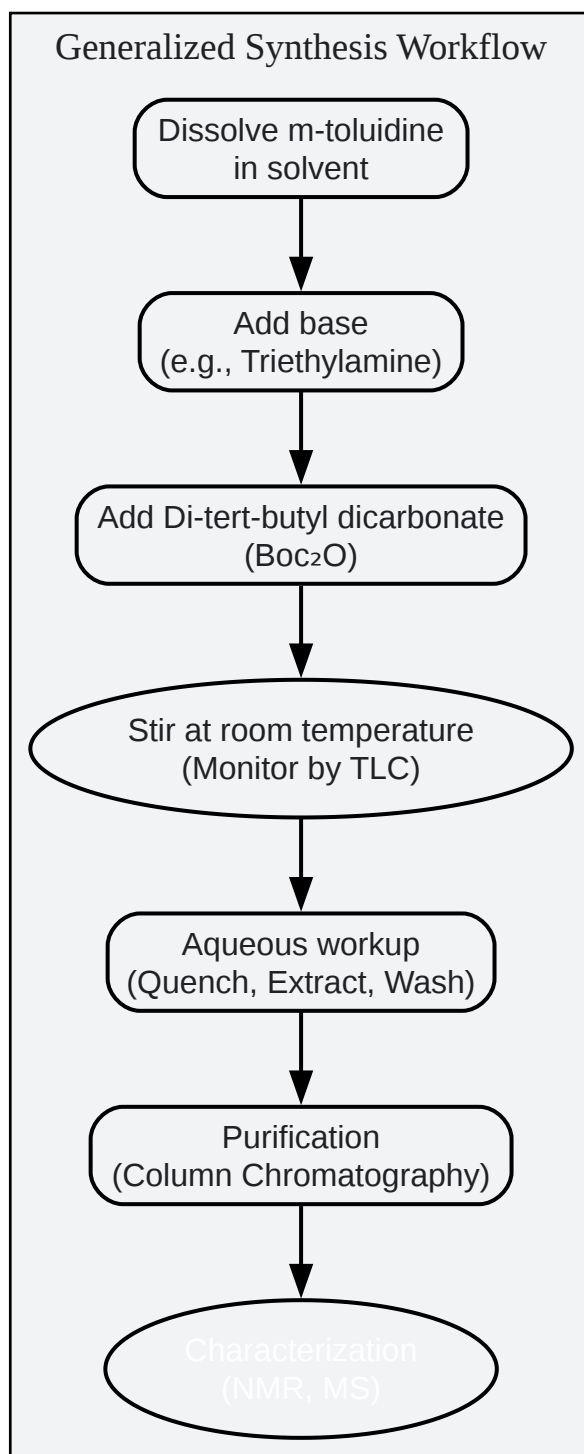 Generalized Synthesis Workflow
Dissolve m-toluidine
in solvent
Add base
(e.g., Triethylamine)
Add Di-tert-butyl dicarbonate
(Boc₂O)
Stir at room temperature
(Monitor by TLC)
Aqueous workup
(Quench, Extract, Wash)
Purification
(Column Chromatography)
Characterization
(NMR, MS)